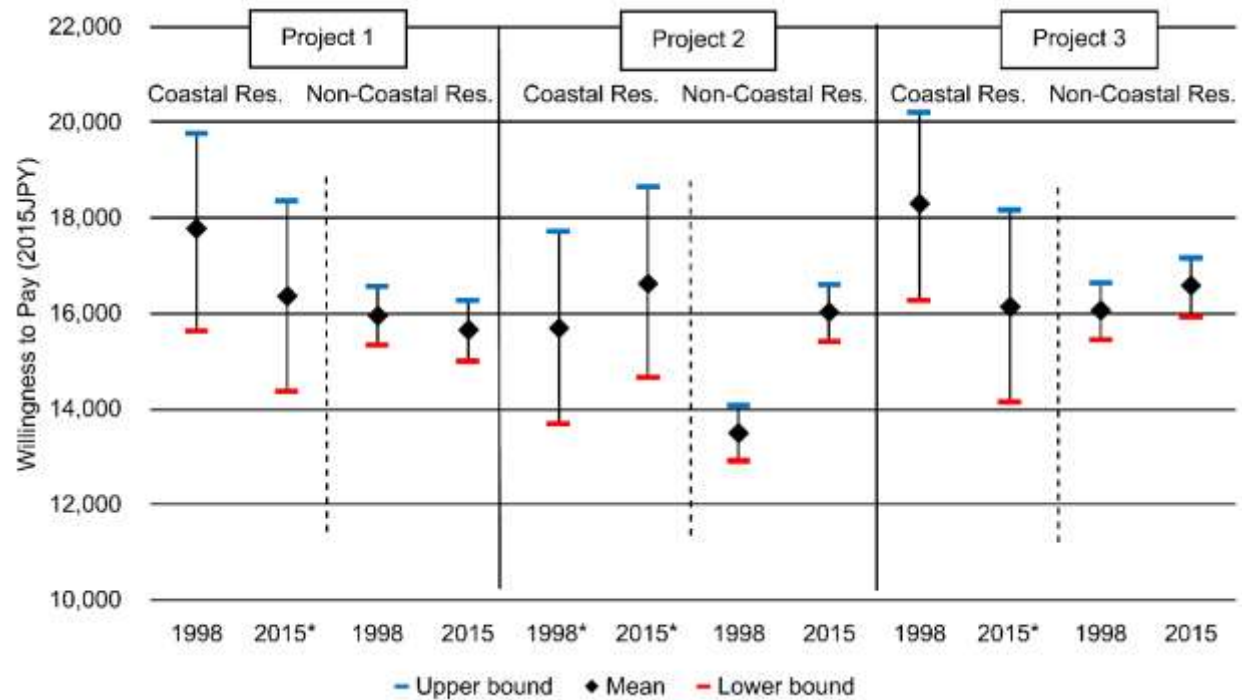 22,000
Project 1
Project 2
Project 3
Coastal Res.
Non-Coastal Res.
Coastal Res.
Non-Coastal Res.
Coastal Res.
Non-Coastal Res.
20,000
18,000
16,000
14,000
12,000
10,000
Willingness to Pay (2015JPY)
1998 2015* 1998 2015 1998* 2015* 1998 2015 1998 2015* 1998 2015
Upper bound Mean Lower bound